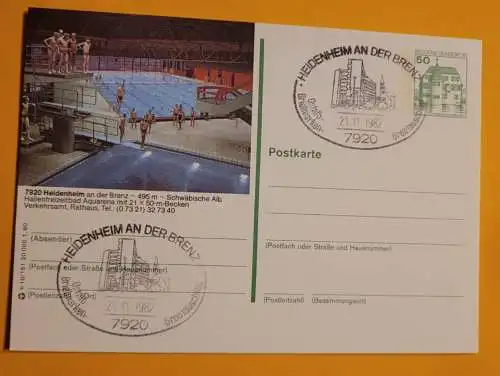 DEUTSCHE BUNDESPOST
50
HEIDENHEIM AN DER BRENZ
21.11.1982
7920
Postkarte
7920 Heidenheim an der Brenz – 495 m – Schwäbische Alb
Hallenfreizeitbad Aquarena mit 21 x 50-m-Becken
Verkehrsamt, Rathaus, Tel.: (0 73 21) 32 73 40
(Absender)
HEIDENHEIM AN DER BRENZ
(Postfach oder Straße und Hausnummer)
(Postfach oder Straße und Hausnummer)
(Postleitzahl) (Ort)
(Postleitzahl) (Bestimmungsort)
21.11.1982
7920